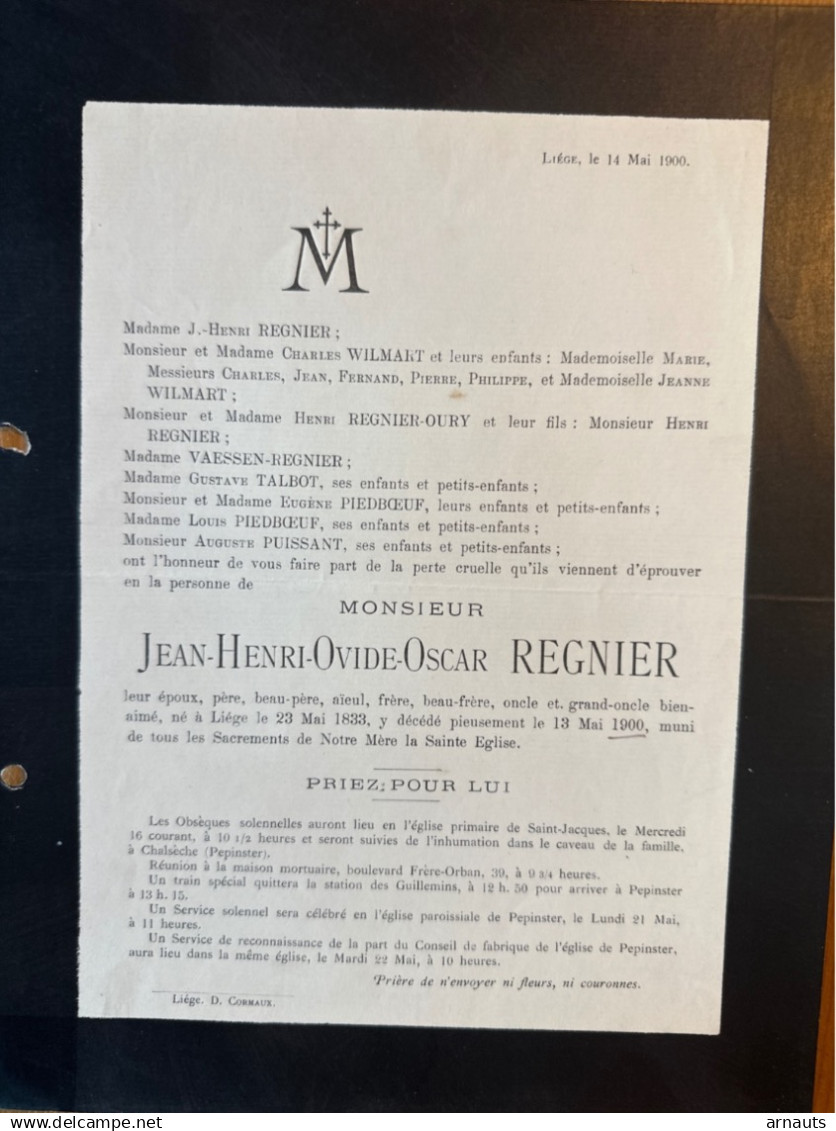 LIÉGE, le 14 Mai 1900.
M
Madame J.-HENRI REGNIER ;
Monsieur et Madame CHARLES WILMART et leurs enfants : Mademoiselle MARIE,
Messieurs CHARLES, JEAN, FERNAND, PIERRE, PHILIPPE, et Mademoiselle JEANNE
WILMART ;
Monsieur et Madame HENRI REGNIER-OURY et leur fils : Monsieur HENRI
REGNIER ;
Madame VAESSEN-REGNIER ;
Madame GUSTAVE TALBOT, ses enfants et petits-enfants ;
Monsieur et Madame EUGÈNE PIEDBŒUF, leurs enfants et petits-enfants ;
Madame LOUIS PIEDBŒUF, ses enfants et petits-enfants ;
Monsieur AUGUSTE PUISSANT, ses enfants et petits-enfants ;
ont l'honneur de vous faire part de la perte cruelle qu'ils viennent d'éprouver
en la personne de
MONSIEUR
JEAN-HENRI-OVIDE-OSCAR REGNIER
leur époux, père, beau-père, aïeul, frère, beau-frère, oncle et. grand-oncle bien-
aimé, né à Liége le 23 Mai 1833, y décédé pieusement le 13 Mai 1900, muni
de tous les Sacrements de Notre Mère la Sainte Eglise.
PRIEZ POUR LUI
Les Obsèques solennelles auront lieu en l'église primaire de Saint-Jacques, le Mercredi
16 courant, à 10 1/2 heures et seront suivies de l'inhumation dans le caveau de la famille,
à Chalsèche (Pepinster).
Réunion à la maison mortuaire, boulevard Frère-Orban, 39, à 9 3/4 heures.
Un train spécial quittera la station des Guillemins, à 12 h. 50 pour arriver à Pepinster
à 13 h. 15.
Un Service solennel sera célébré en l'église paroissiale de Pepinster, le Lundi 21 Mai,
à 11 heures.
Un Service de reconnaissance de la part du Conseil de fabrique de l'église de Pepinster,
aura lieu dans la même église, le Mardi 22 Mai, à 10 heures.
Prière de n'envoyer ni fleurs, ni couronnes.
Liége. D. CORMAUX.
delcampe.net
arnauts